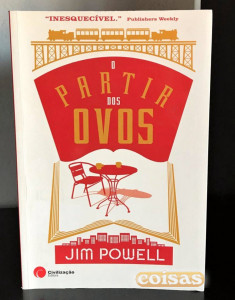 "INESQUECÍVEL." Publishers Weekly
O
PARTIR
DOS
OVOS
JIM POWELL
Civilização
coisas